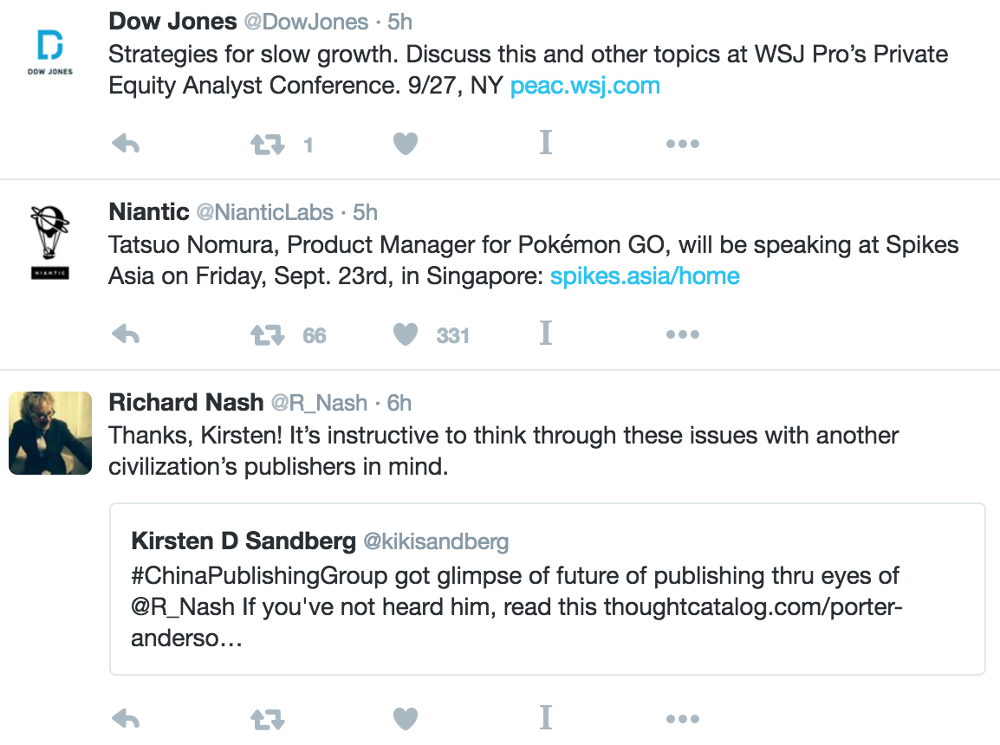 Dow Jones @DowJones · 5h
DOW JONES
Strategies for slow growth. Discuss this and other topics at WSJ Pro’s Private
Equity Analyst Conference. 9/27, NY peac.wsj.com
1
Niantic @NianticLabs · 5h
NIANTIC
Tatsuo Nomura, Product Manager for Pokémon GO, will be speaking at Spikes
Asia on Friday, Sept. 23rd, in Singapore: spikes.asia/home
66 331
Richard Nash @R_Nash · 6h
Thanks, Kirsten! It’s instructive to think through these issues with another
civilization’s publishers in mind.
Kirsten D Sandberg @kikisandberg
#ChinaPublishingGroup got glimpse of future of publishing thru eyes of
@R_Nash If you've not heard him, read this thoughtcatalog.com/porter-
anderso…